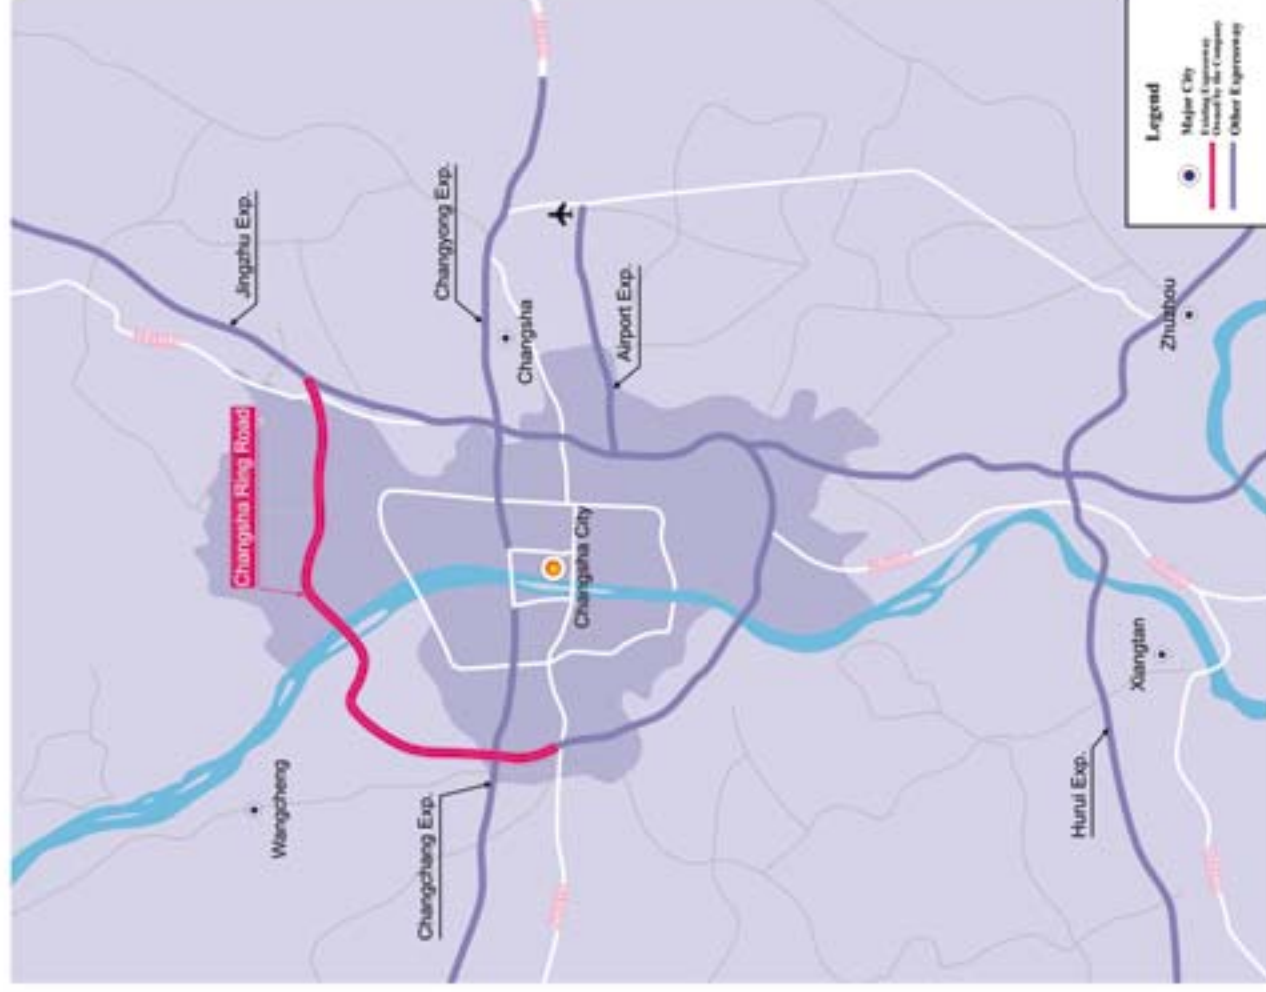 Jingzhu Exp.
Changyong Exp.
Changsha
Airport Exp.
Changsha Ring Road
Changsha City
Wangcheng
Changchang Exp.
Zhuzhou
Xiangtan
Hurui Exp.
Legend
Major City
Existing Expressway
Owned by the Company
Other Expressway